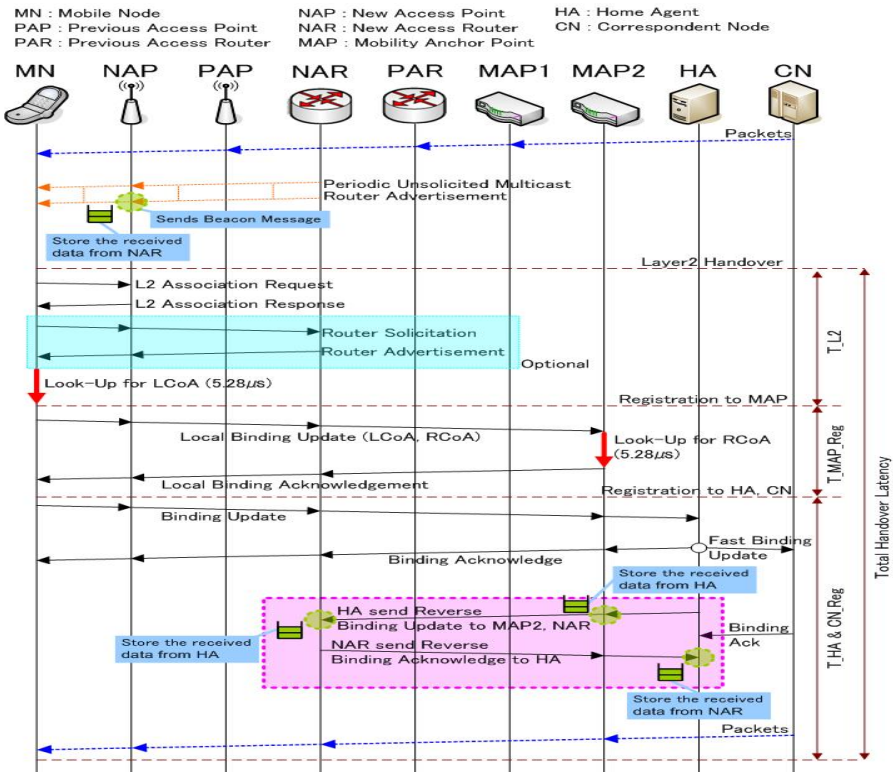 MN : Mobile Node
PAP : Previous Access Point
PAR : Previous Access Router
NAP : New Access Point
NAR : New Access Router
MAP : Mobility Anchor Point
HA : Home Agent
CN : Correspondent Node
MN NAP PAP NAR PAR MAP1 MAP2 HA CN
Packets
Periodic Unsolicited Multicast
Router Advertisement
Sends Beacon Message
Store the received
data from NAR
Layer2 Handover
L2 Association Request
L2 Association Response
Router Solicitation
Router Advertisement
Optional
Look-Up for LCoA (5.28μs)
T_L2
Registration to MAP
Local Binding Update (LCoA, RCoA)
Look-Up for RCoA
(5.28μs)
Local Binding Acknowledgement
T_MAP_Reg
Registration to HA, CN
Binding Update
Fast Binding
Update
Binding Acknowledge
Store the received
data from HA
HA send Reverse
Binding Update to MAP2, NAR
Store the received
data from HA
Binding
Ack
NAR send Reverse
Binding Acknowledge to HA
Store the received
data from NAR
T_HA & CN_Reg
Total Handover Latency
Packets